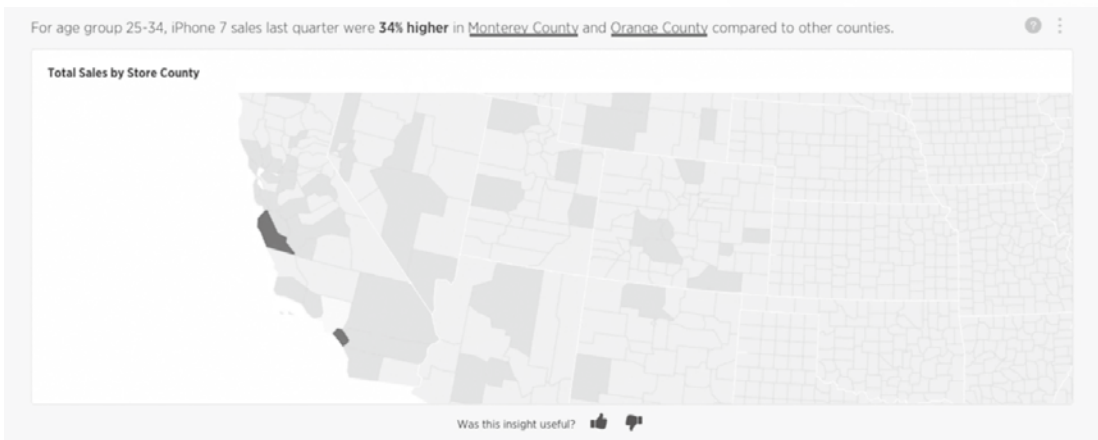 For age group 25-34, iPhone 7 sales last quarter were 34% higher in Monterey County and Orange County compared to other counties.
?
Total Sales by Store County
Was this insight useful?